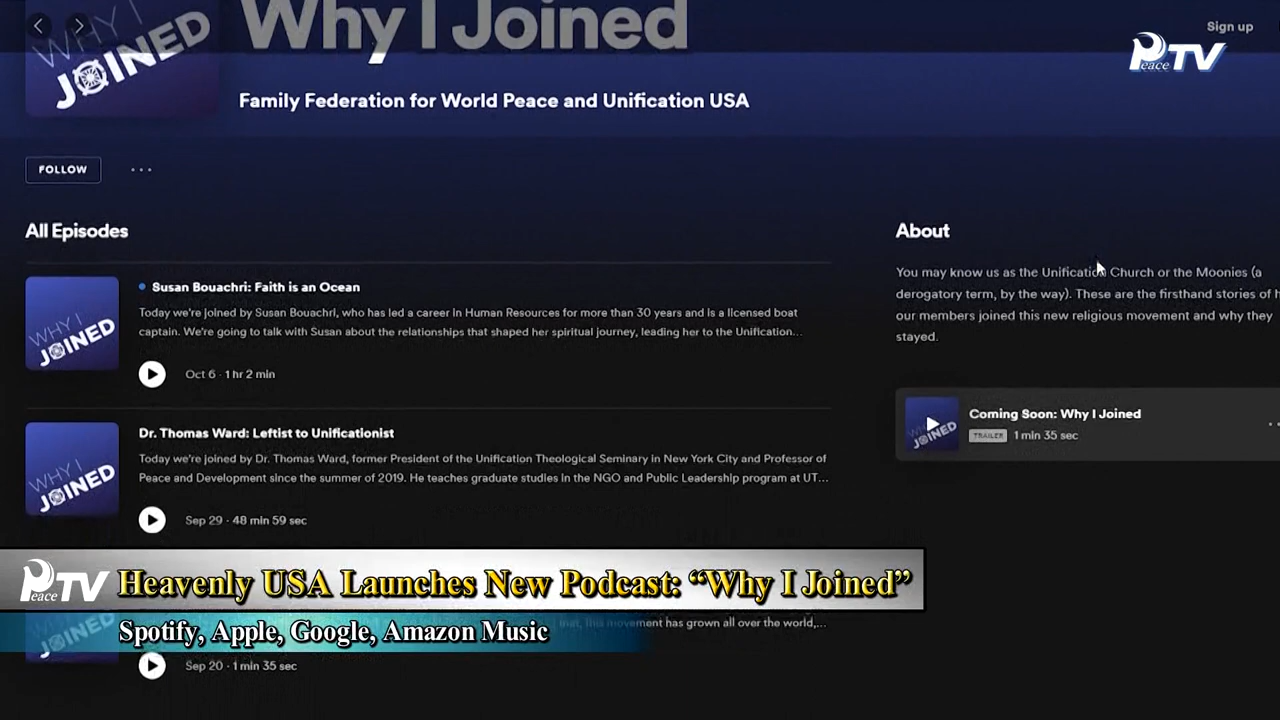 Why I Joined
Sign up
WHY I
JOINED
Peace TV
Family Federation for World Peace and Unification USA
FOLLOW
All Episodes
About
You may know us as the Unification Church or the Moonies (a
derogatory term, by the way). These are the firsthand stories of
our members joined this new religious movement and why they
stayed.
WHY I
JOINED
Susan Bouachri: Faith is an Ocean
Today we're joined by Susan Bouachri, who has led a career in Human Resources for more than 30 years and is a licensed boat
captain. We're going to talk with Susan about the relationships that shaped her spiritual journey, leading her to the Unification...
Oct 6 · 1 hr 2 min
WHY I
JOINED
Coming Soon: Why I Joined
TRAILER 1 min 35 sec
WHY I
JOINED
Dr. Thomas Ward: Leftist to Unificationist
Today we're joined by Dr. Thomas Ward, former President of the Unification Theological Seminary in New York City and Professor of
Peace and Development since the summer of 2019. He teaches graduate studies in the NGO and Public Leadership program at UT...
Sep 29 · 48 min 59 sec
Peace TV
Heavenly USA Launches New Podcast: “Why I Joined”
movement has grown all over the world,...
Spotify, Apple, Google, Amazon Music
JOINED
Sep 20 · 1 min 35 sec